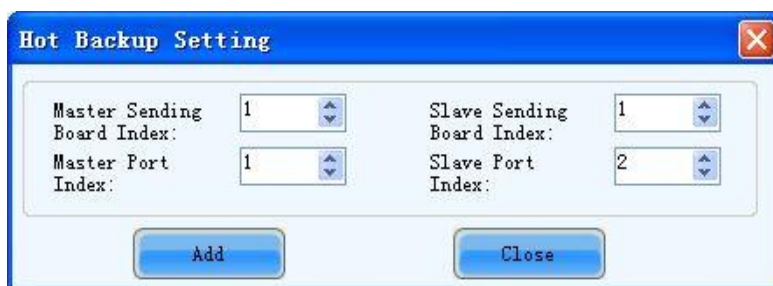 Hot Backup Setting
Master Sending
Board Index:
1
Slave Sending
Board Index:
1
Master Port
Index:
1
Slave Port
Index:
2
Add
Close